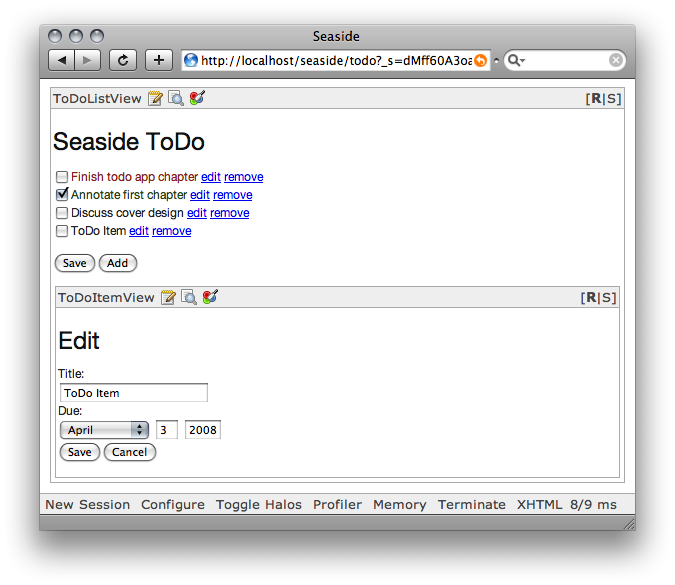 Seaside
http://localhost/seaside/todo?_s=dMff60A3oa
ToDoListView [R|S]
Seaside ToDo
Finish todo app chapter edit remove
Annotate first chapter edit remove
Discuss cover design edit remove
ToDo Item edit remove
Save Add
ToDoItemView [R|S]
Edit
Title:
ToDo Item
Due:
April 3 2008
Save Cancel
New Session Configure Toggle Halos Profiler Memory Terminate XHTML 8/9 ms